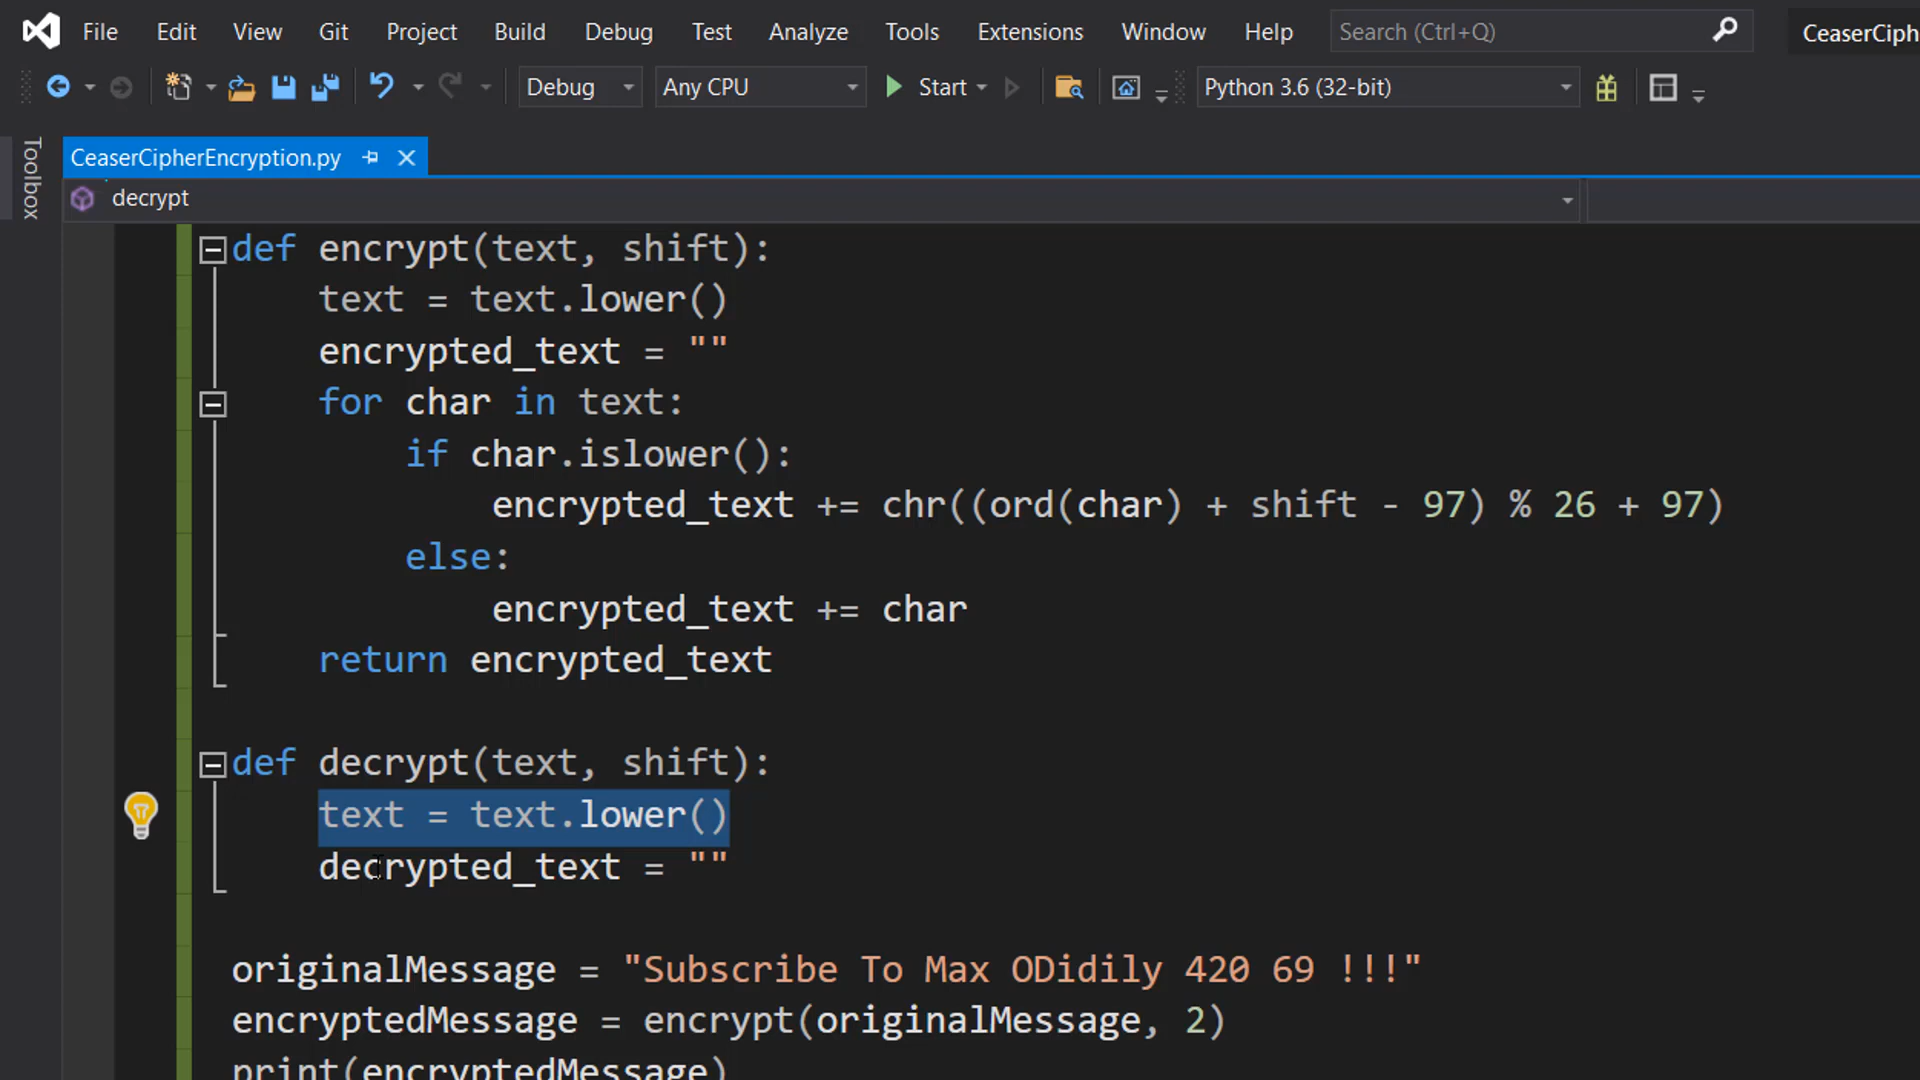 File Edit View Git Project Build Debug Test Analyze Tools Extensions Window Help Search (Ctrl+Q) CeaserCiph
Debug Any CPU Start Python 3.6 (32-bit)
Toolbox
CeaserCipherEncryption.py
decrypt
def encrypt(text, shift):
    text = text.lower()
    encrypted_text = ""
    for char in text:
        if char.islower():
            encrypted_text += chr((ord(char) + shift - 97) % 26 + 97)
        else:
            encrypted_text += char
    return encrypted_text
def decrypt(text, shift):
    text = text.lower()
    decrypted_text = ""
originalMessage = "Subscribe To Max ODidily 420 69 !!!"
encryptedMessage = encrypt(originalMessage, 2)
print(encryptedMessage)